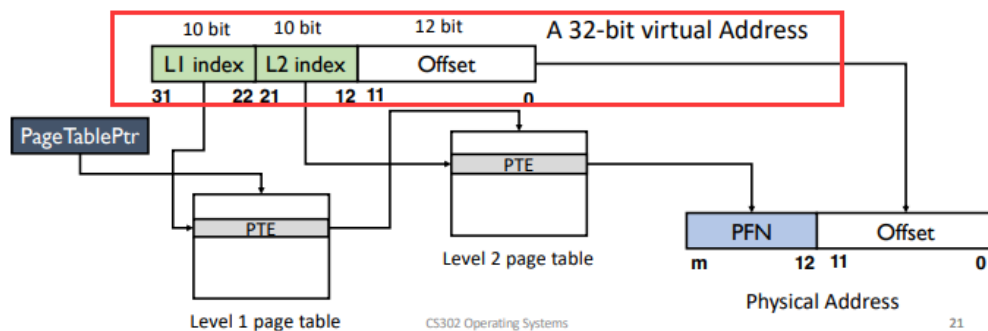 10 bit 10 bit 12 bit A 32-bit virtual Address
L1 index L2 index Offset
31 22 21 12 11 0
PageTablePtr
PTE
PTE
Level 2 page table
PFN Offset
m 12 11 0
Physical Address
Level 1 page table
CS302 Operating Systems
21